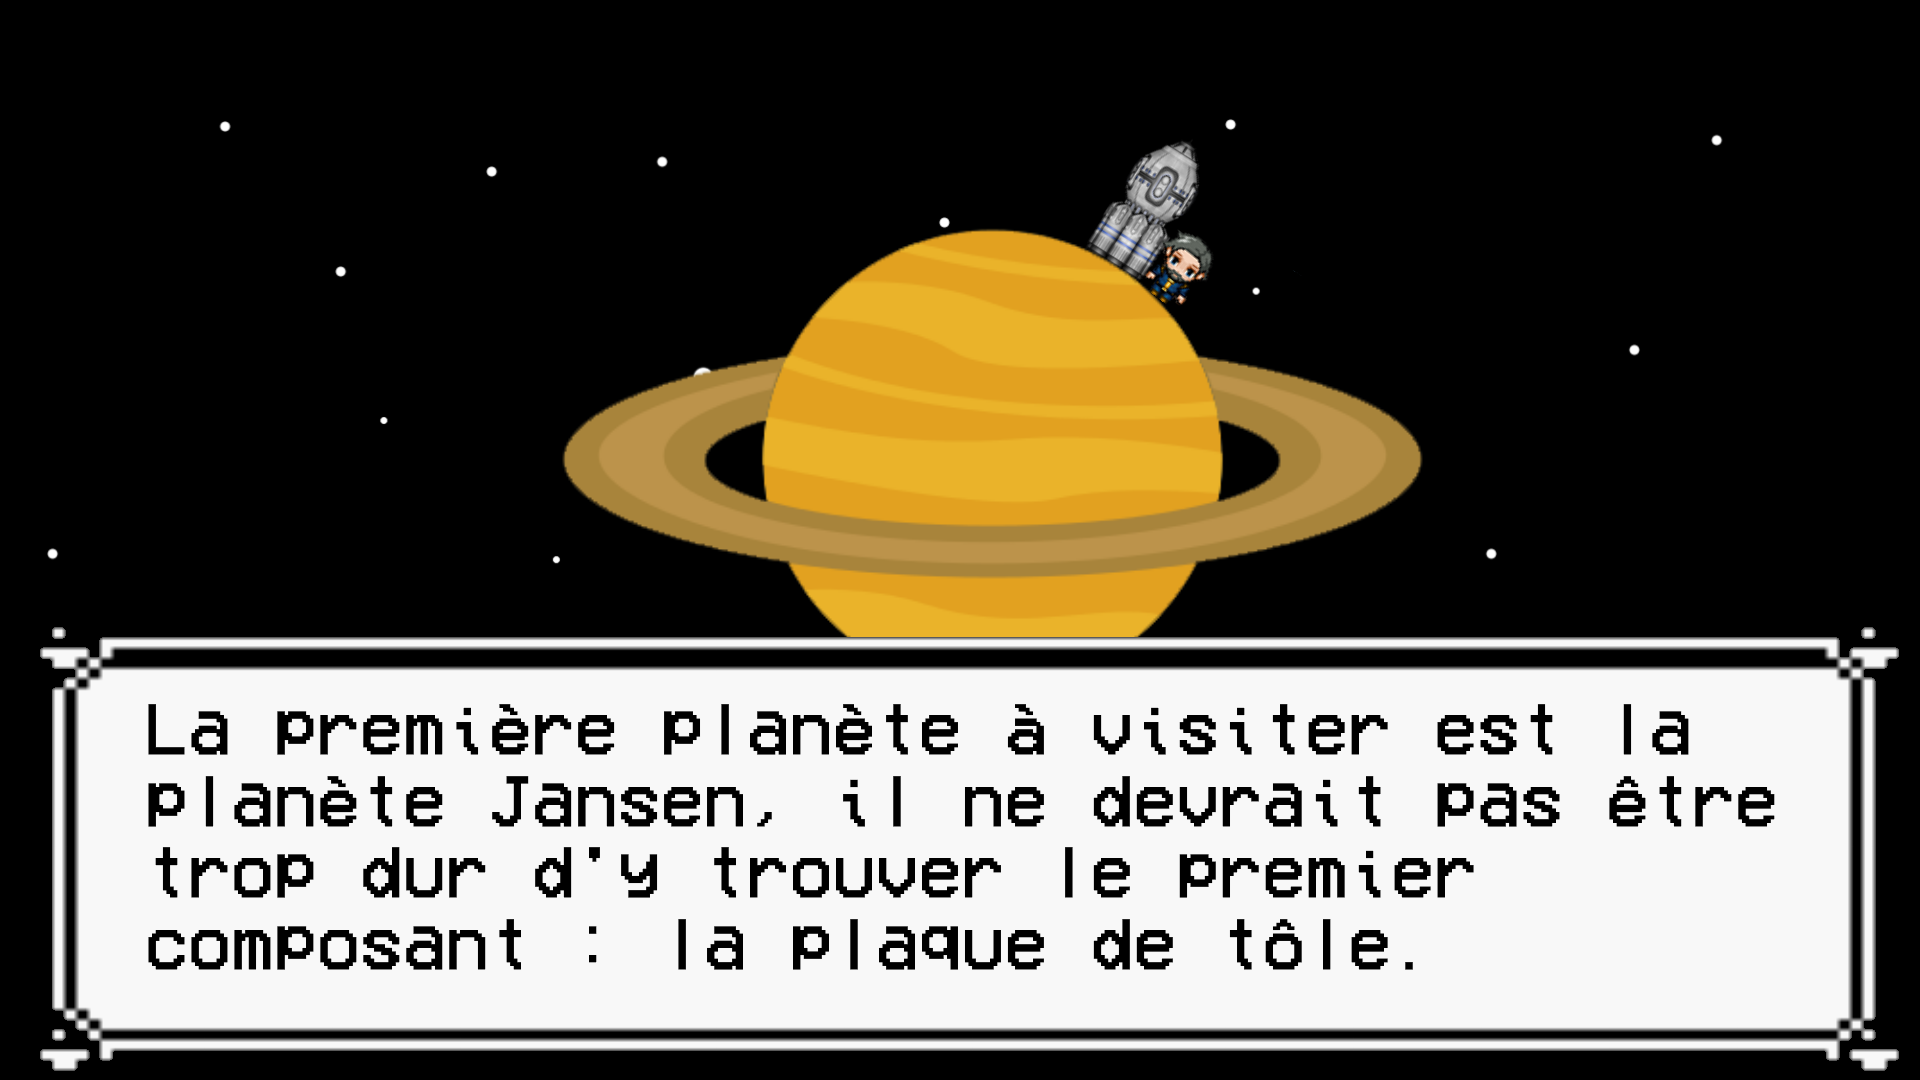 La première planète à visiter est la
planète Jansen, il ne devrait pas être
trop dur d'y trouver le premier
composant : la plaque de tôle.